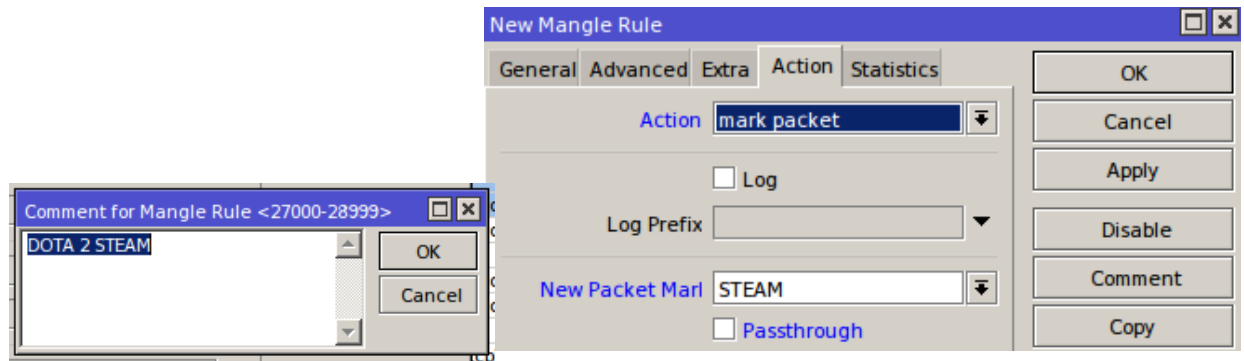 New Mangle Rule
General Advanced Extra Action Statistics
Action mark packet
Log
Log Prefix
New Packet Marl STEAM
Passthrough
OK
Cancel
Apply
Disable
Comment
Copy
Comment for Mangle Rule <27000-28999>
DOTA 2 STEAM
OK
Cancel